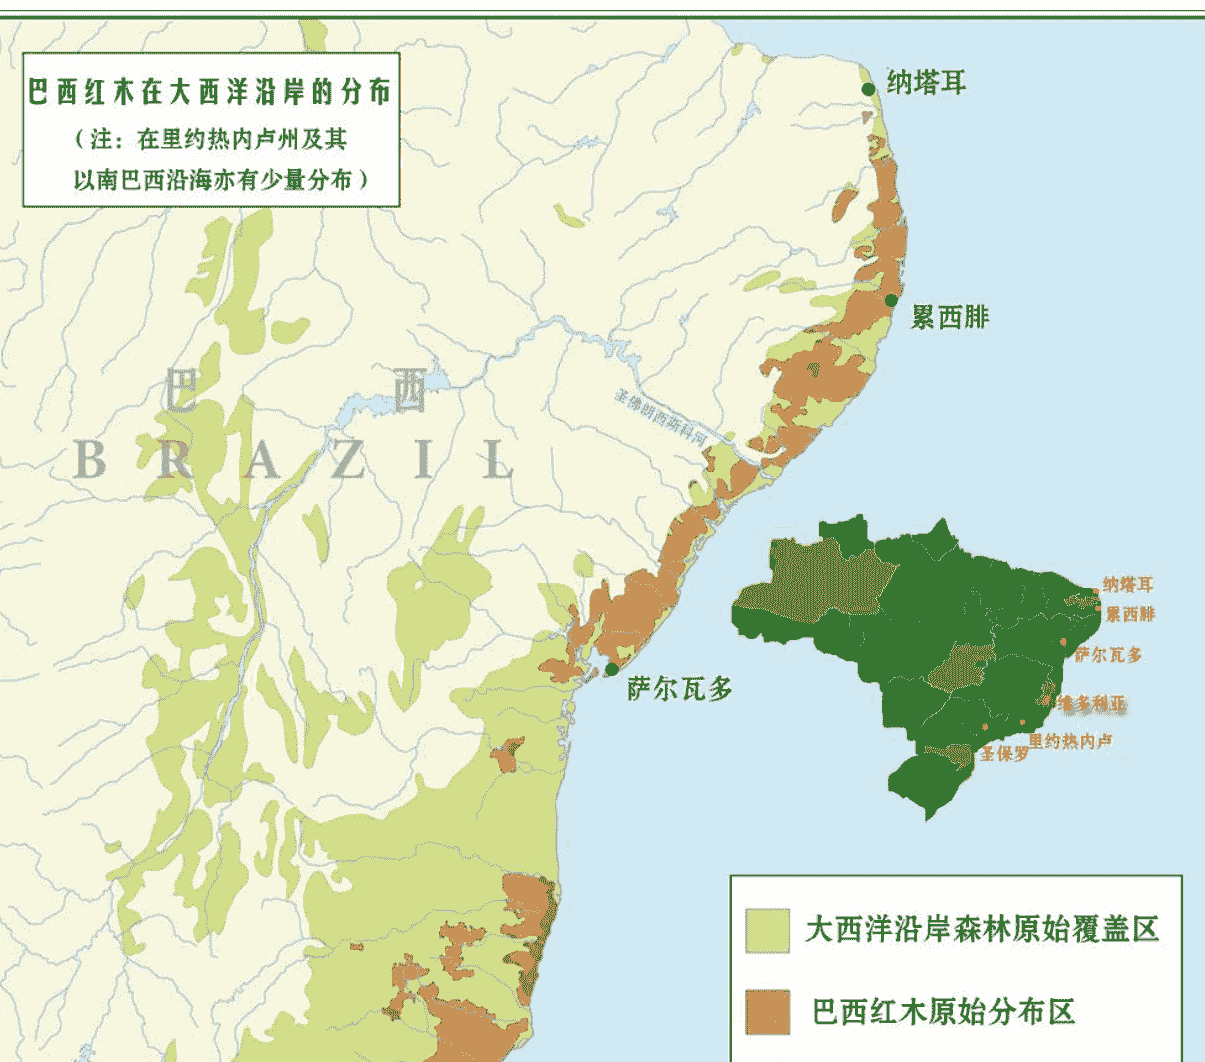 巴西红木在大西洋沿岸的分布
（注：在里约热内卢州及其
以南巴西沿海亦有少量分布）
纳塔耳
累西腓
巴 西
BRAZIL
圣佛朗西斯科河
萨尔瓦多
纳塔耳
累西腓
萨尔瓦多
维多利亚
里约热内卢
圣保罗
大西洋沿岸森林原始覆盖区
巴西红木原始分布区